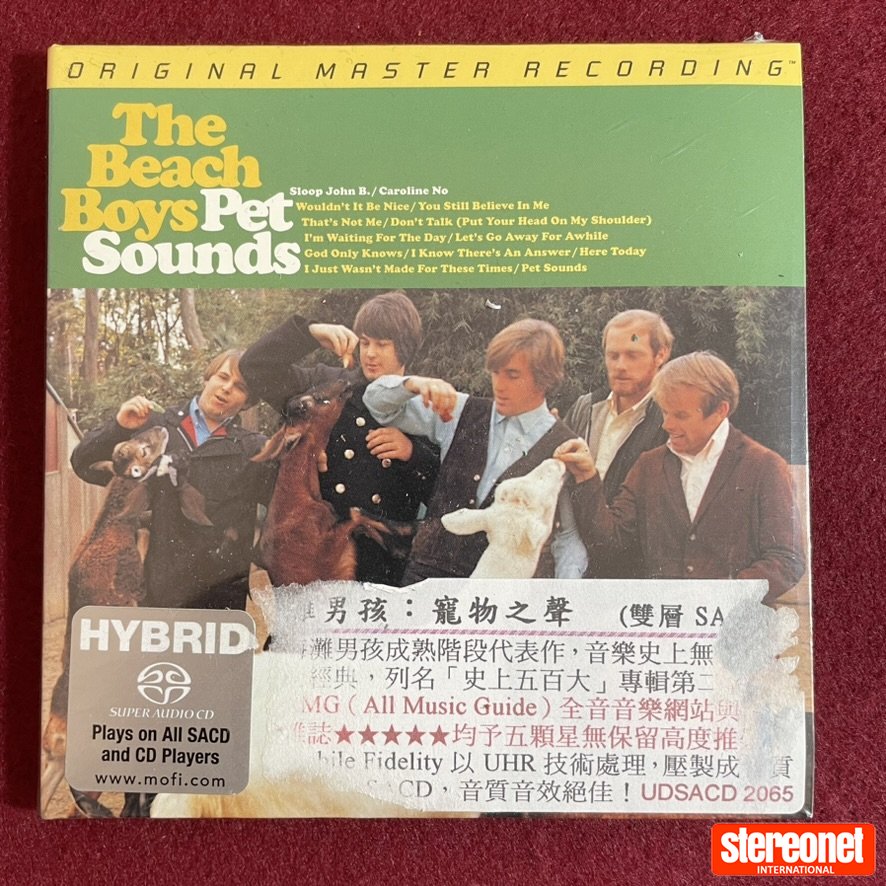 ORIGINAL MASTER RECORDING™
The
Beach
Boys Pet
Sounds
Sloop John B./Caroline No
Wouldn't It Be Nice/You Still Believe In Me
That's Not Me/Don't Talk (Put Your Head On My Shoulder)
I'm Waiting For The Day/Let's Go Away For Awhile
God Only Knows/I Know There's An Answer/Here Today
I Just Wasn't Made For These Times/Pet Sounds
男孩：寵物之聲 (雙層 SA
灘男孩成熟階段代表作，音樂史上無
經典，列名「史上五百大」專輯第二
MG（All Music Guide）全音音樂網站與
雜誌★★★★★均予五顆星無保留高度推
bile Fidelity 以 UHR 技術處理，壓製成 質
SACD，音質音效絕佳！UDSACD 2065
HYBRID
SUPER AUDIO CD
Plays on All SACD
and CD Players
www.mofi.com
stereonet
INTERNATIONAL